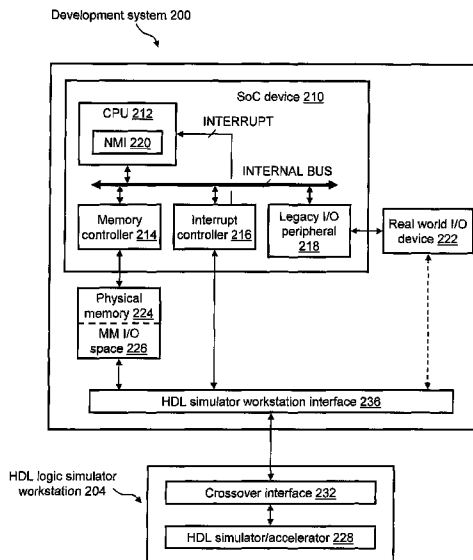 Development system 200
SoC device 210
CPU 212
INTERRUPT
NMI 220
INTERNAL BUS
Memory
controller 214
Interrupt
controller 216
Legacy I/O
peripheral
218
Real world I/O
device 222
Physical
memory 224
MM I/O
space 226
HDL simulator workstation interface 236
HDL logic simulator
workstation 204
Crossover interface 232
HDL simulator/accelerator 228